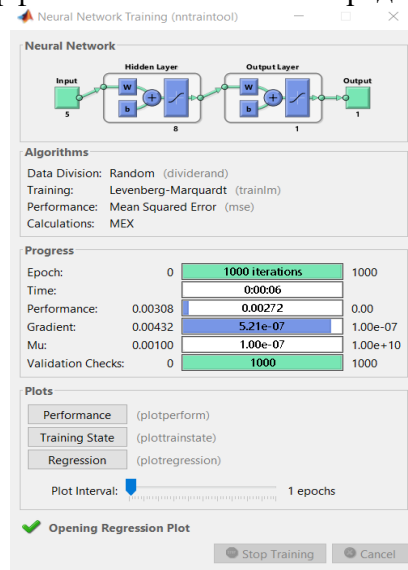 Neural Network Training (nntraintool)
Neural Network
Hidden Layer Output Layer
Input Output
W W
b b
5 8 1 1
Algorithms
Data Division: Random (dividerand)
Training: Levenberg-Marquardt (trainlm)
Performance: Mean Squared Error (mse)
Calculations: MEX
Progress
Epoch: 0 1000 iterations 1000
Time: 0:00:06
Performance: 0.00308 0.00272 0.00
Gradient: 0.00432 5.21e-07 1.00e-07
Mu: 0.00100 1.00e-07 1.00e+10
Validation Checks: 0 1000 1000
Plots
Performance (plotperform)
Training State (plottrainstate)
Regression (plotregression)
Plot Interval: 1 epochs
Opening Regression Plot
Stop Training Cancel